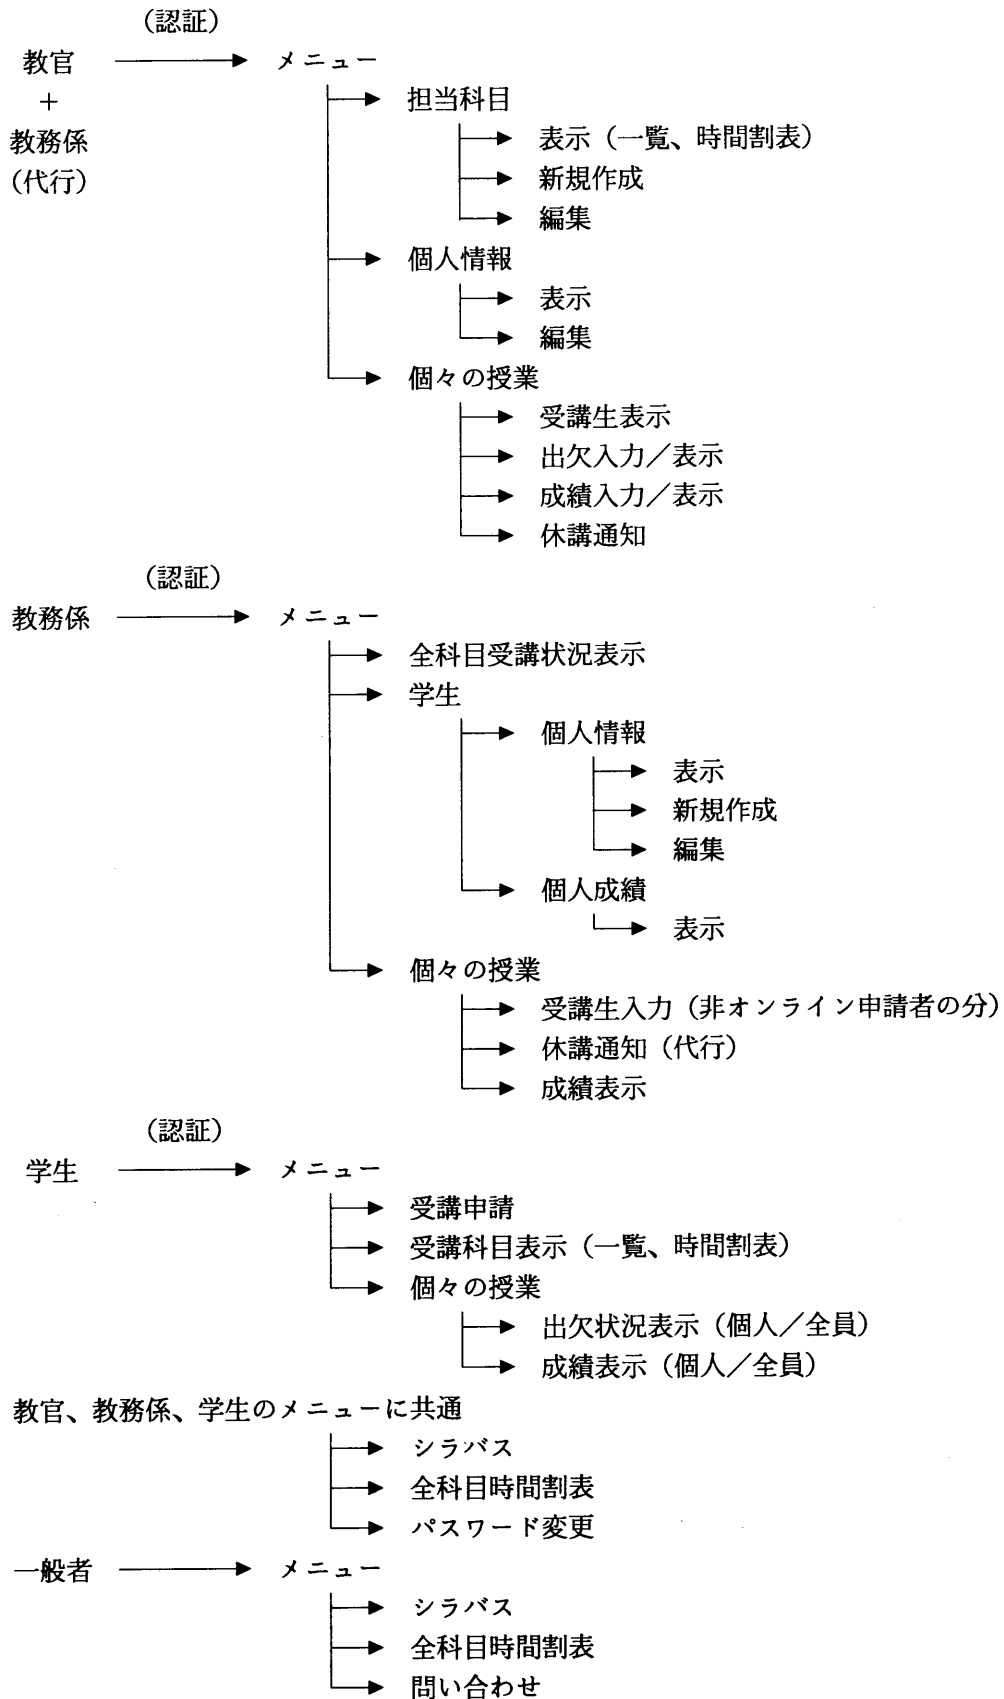 （認証）
教官 メニュー
＋
教務係
（代行）
担当科目
表示（一覧、時間割表）
新規作成
編集
個人情報
表示
編集
個々の授業
受講生表示
出欠入力／表示
成績入力／表示
休講通知
（認証）
教務係 メニュー
全科目受講状況表示
学生
個人情報
表示
新規作成
編集
個人成績
表示
個々の授業
受講生入力（非オンライン申請者の分）
休講通知（代行）
成績表示
（認証）
学生 メニュー
受講申請
受講科目表示（一覧、時間割表）
個々の授業
出欠状況表示（個人／全員）
成績表示（個人／全員）
教官、教務係、学生のメニューに共通
シラバス
全科目時間割表
パスワード変更
一般者 メニュー
シラバス
全科目時間割表
問い合わせ